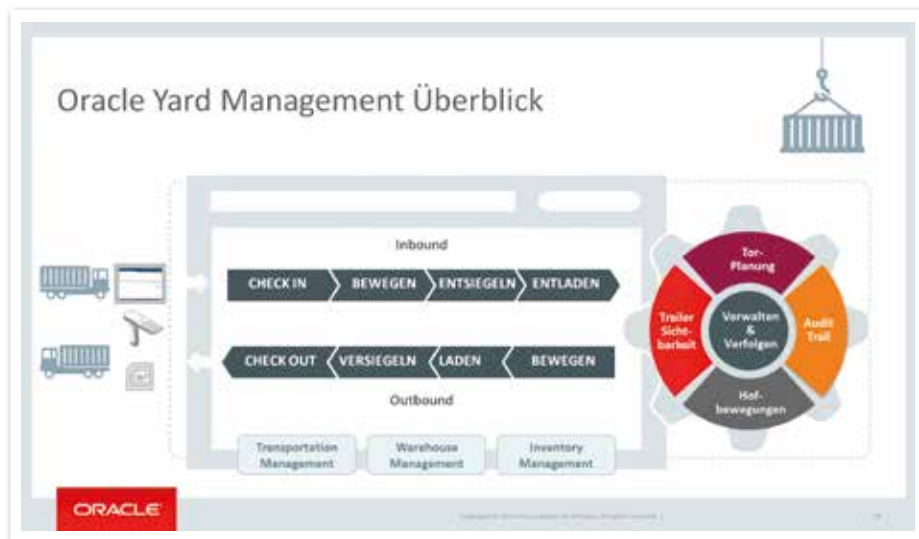 Oracle Yard Management Überblick
Inbound
CHECK IN BEWEGEN ENTSIEGELN ENTLADEN
CHECK OUT VERSIEGELN LADEN BEWEGEN
Outbound
Transportation
Management
Warehouse
Management
Inventory
Management
Tor-
Planung
Trailer
Sicht-
barkeit
Verwalten
&
Verfolgen
Audit
Trail
Hof-
bewegungen
ORACLE